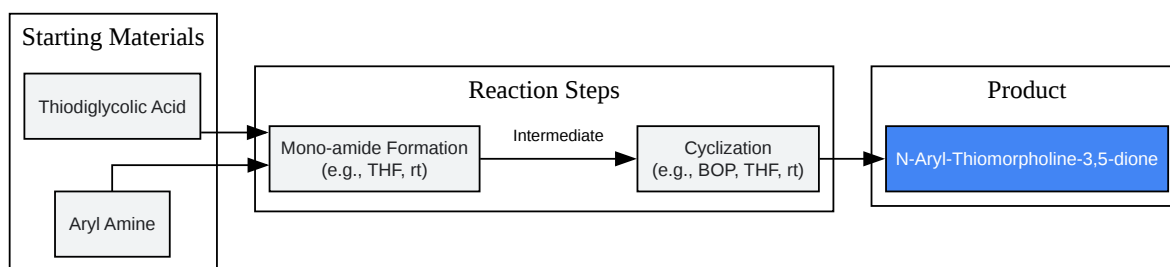 Starting Materials
Thiodiglycolic Acid
Aryl Amine
Reaction Steps
Mono-amide Formation
(e.g., THF, rt)
Intermediate
Cyclization
(e.g., BOP, THF, rt)
Product
N-Aryl-Thiomorpholine-3,5-dione